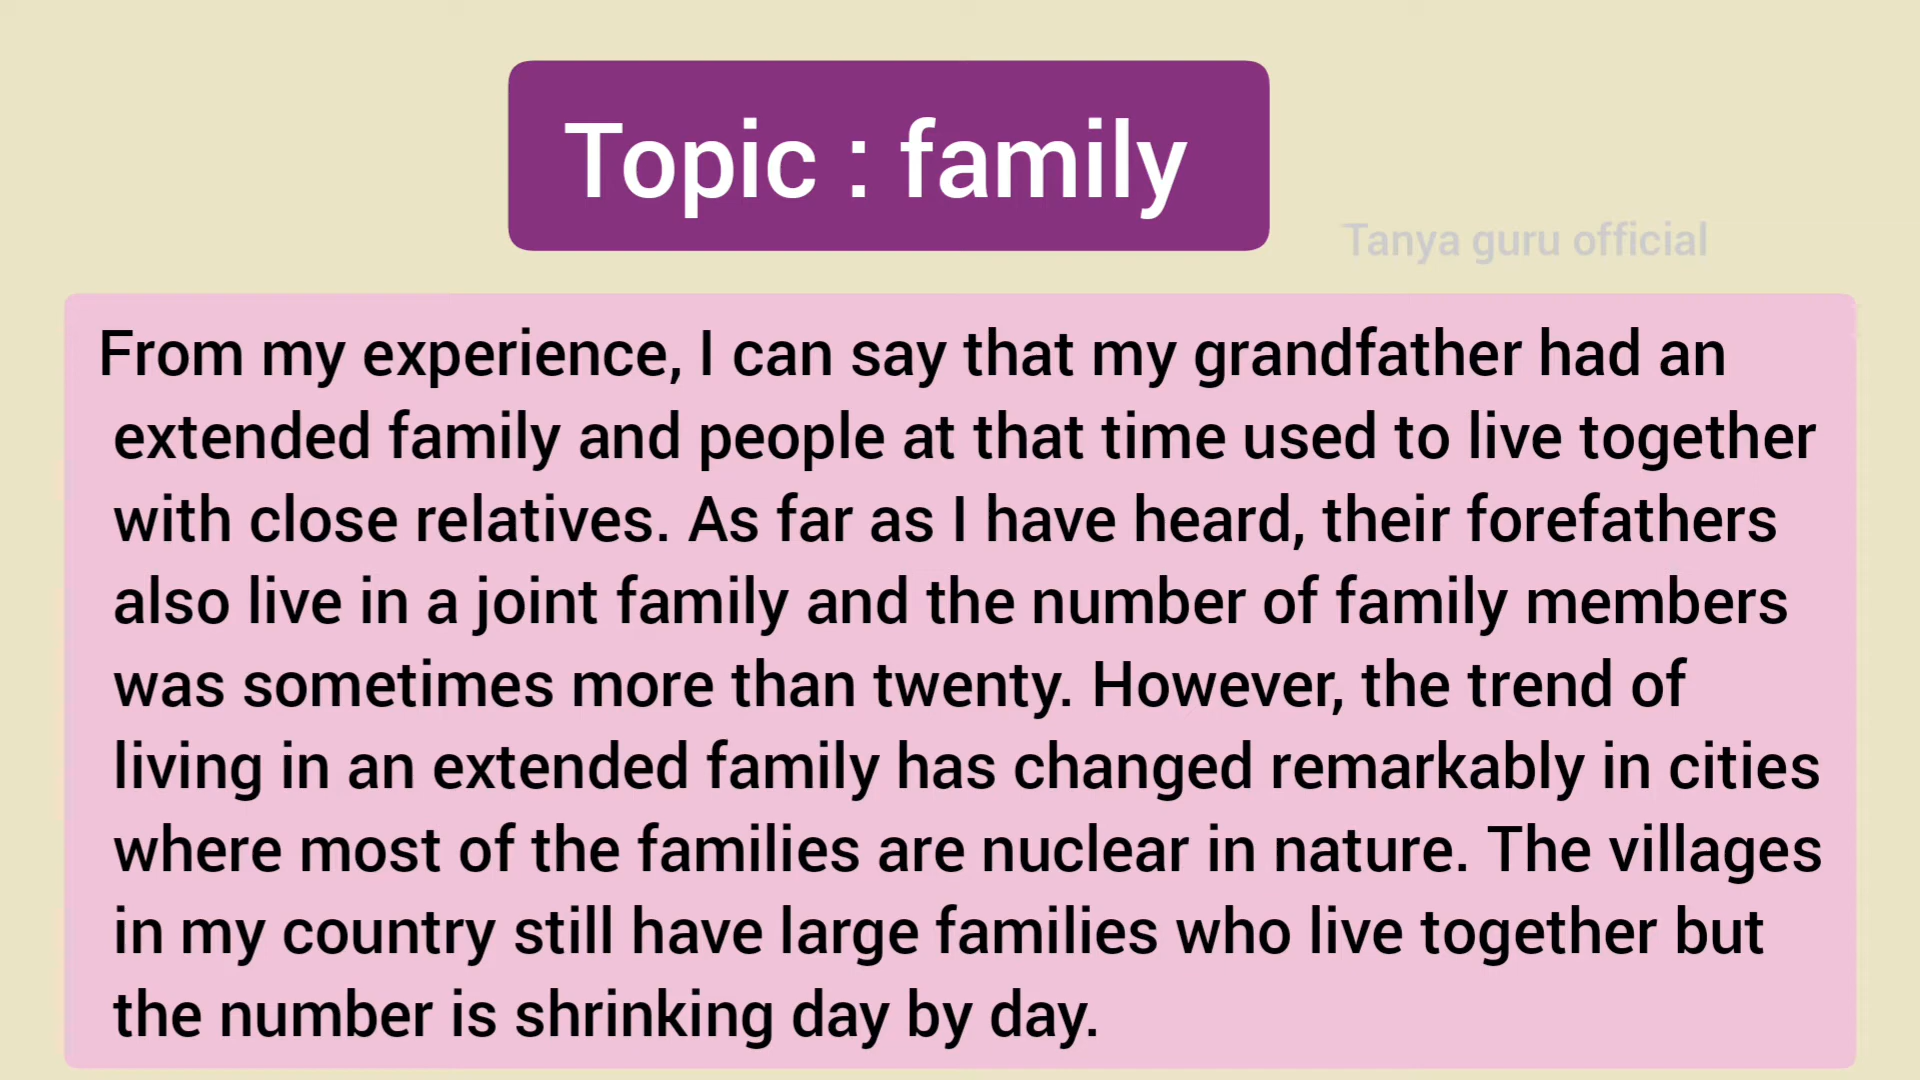 Topic : family
Tanya guru official
From my experience, I can say that my grandfather had an
extended family and people at that time used to live together
with close relatives. As far as I have heard, their forefathers
also live in a joint family and the number of family members
was sometimes more than twenty. However, the trend of
living in an extended family has changed remarkably in cities
where most of the families are nuclear in nature. The villages
in my country still have large families who live together but
the number is shrinking day by day.